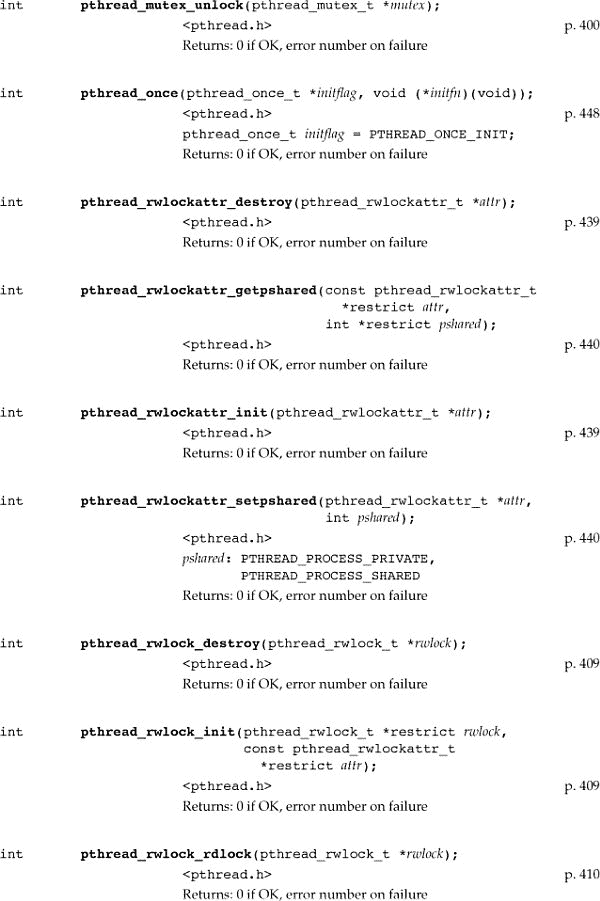 int pthread_mutex_unlock(pthread_mutex_t *mutex);
<pthread.h> p. 400
Returns: 0 if OK, error number on failure
int pthread_once(pthread_once_t *initflag, void (*initfn)(void));
<pthread.h> p. 448
pthread_once_t initflag = PTHREAD_ONCE_INIT;
Returns: 0 if OK, error number on failure
int pthread_rwlockattr_destroy(pthread_rwlockattr_t *attr);
<pthread.h> p. 439
Returns: 0 if OK, error number on failure
int pthread_rwlockattr_getpshared(const pthread_rwlockattr_t
*restrict attr,
int *restrict pshared);
<pthread.h> p. 440
Returns: 0 if OK, error number on failure
int pthread_rwlockattr_init(pthread_rwlockattr_t *attr);
<pthread.h> p. 439
Returns: 0 if OK, error number on failure
int pthread_rwlockattr_setpshared(pthread_rwlockattr_t *attr,
int pshared);
<pthread.h> p. 440
pshared: PTHREAD_PROCESS_PRIVATE,
PTHREAD_PROCESS_SHARED
Returns: 0 if OK, error number on failure
int pthread_rwlock_destroy(pthread_rwlock_t *rwlock);
<pthread.h> p. 409
Returns: 0 if OK, error number on failure
int pthread_rwlock_init(pthread_rwlock_t *restrict rwlock,
const pthread_rwlockattr_t
*restrict attr);
<pthread.h> p. 409
Returns: 0 if OK, error number on failure
int pthread_rwlock_rdlock(pthread_rwlock_t *rwlock);
<pthread.h> p. 410
Returns: 0 if OK, error number on failure